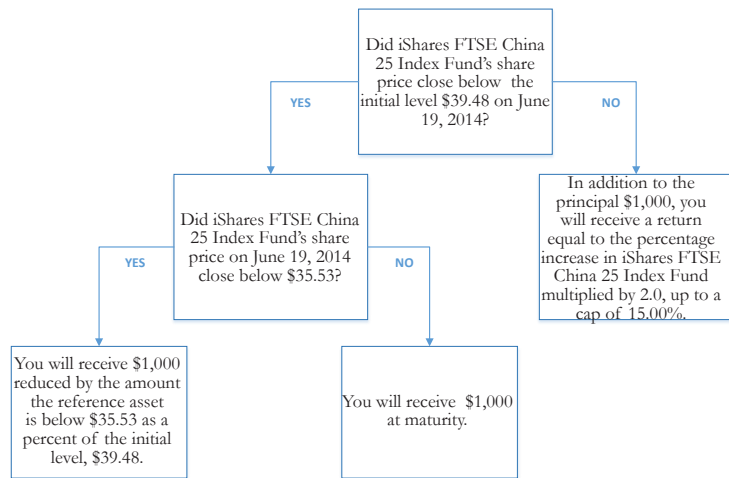 Did iShares FTSE China
25 Index Fund's share
price close below the
initial level $39.48 on June
19, 2014?
YES
NO
Did iShares FTSE China
25 Index Fund's share
price on June 19, 2014
close below $35.53?
In addition to the
principal $1,000, you
will receive a return
equal to the percentage
increase in iShares FTSE
China 25 Index Fund
multiplied by 2.0, up to a
cap of 15.00%.
YES
NO
You will receive $1,000
reduced by the amount
the reference asset
is below $35.53 as a
percent of the initial
level, $39.48.
You will receive $1,000
at maturity.